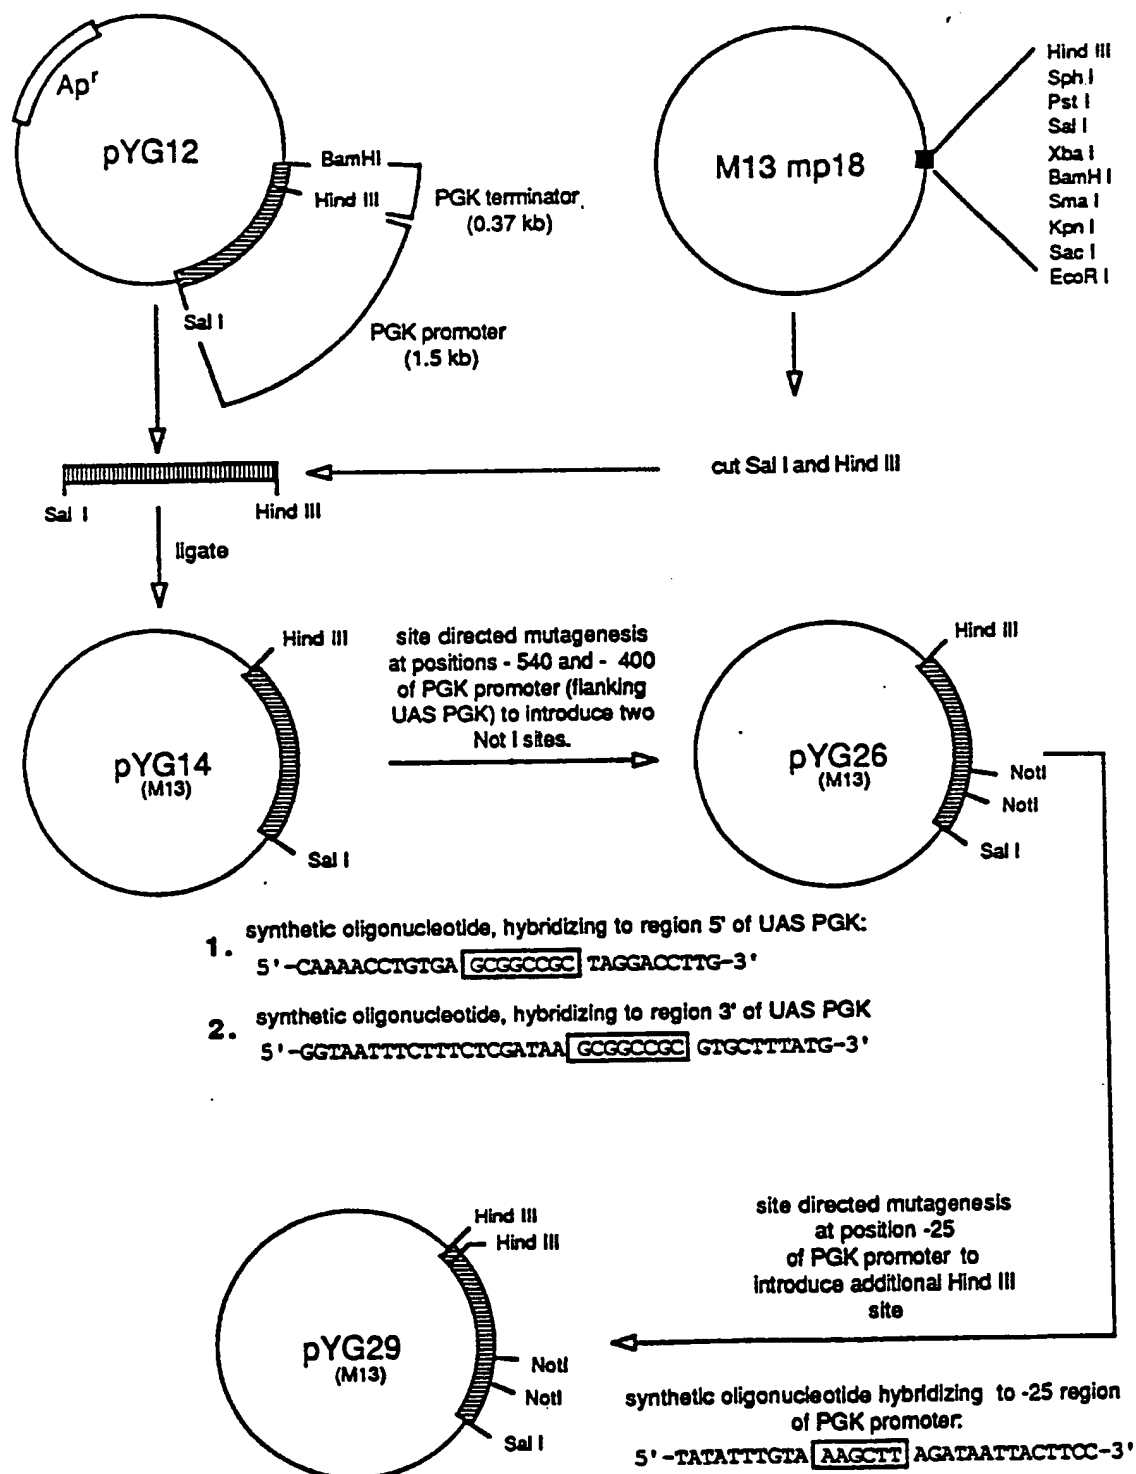 Apʳ
pYG12
BamHI
Hind III
PGK terminator
(0.37 kb)
Sal I
PGK promoter
(1.5 kb)
M13 mp18
Hind III
Sph I
Pst I
Sal I
Xba I
BamH I
Sma I
Kpn I
Sac I
EcoR I
cut Sal I and Hind III
Sal I
Hind III
ligate
pYG14
(M13)
Hind III
Sal I
site directed mutagenesis
at positions - 540 and - 400
of PGK promoter (flanking
UAS PGK) to introduce two
Not I sites.
pYG26
(M13)
Hind III
NotI
NotI
Sal I
1. synthetic oligonucleotide, hybridizing to region 5' of UAS PGK:
5'-CAAAACCTGTGA GCGGCCGC TAGGACCTTG-3'
2. synthetic oligonucleotide, hybridizing to region 3' of UAS PGK
5'-GGTAATTTCTTTCTCGATAA GCGGCCGC GTGCTTTATG-3'
site directed mutagenesis
at position -25
of PGK promoter to
introduce additional Hind III
site
pYG29
(M13)
Hind III
Hind III
NotI
NotI
Sal I
synthetic oligonucleotide hybridizing to -25 region
of PGK promoter:
5'-TATATTTGTA AAGCTT AGATAATTACTTCC-3'